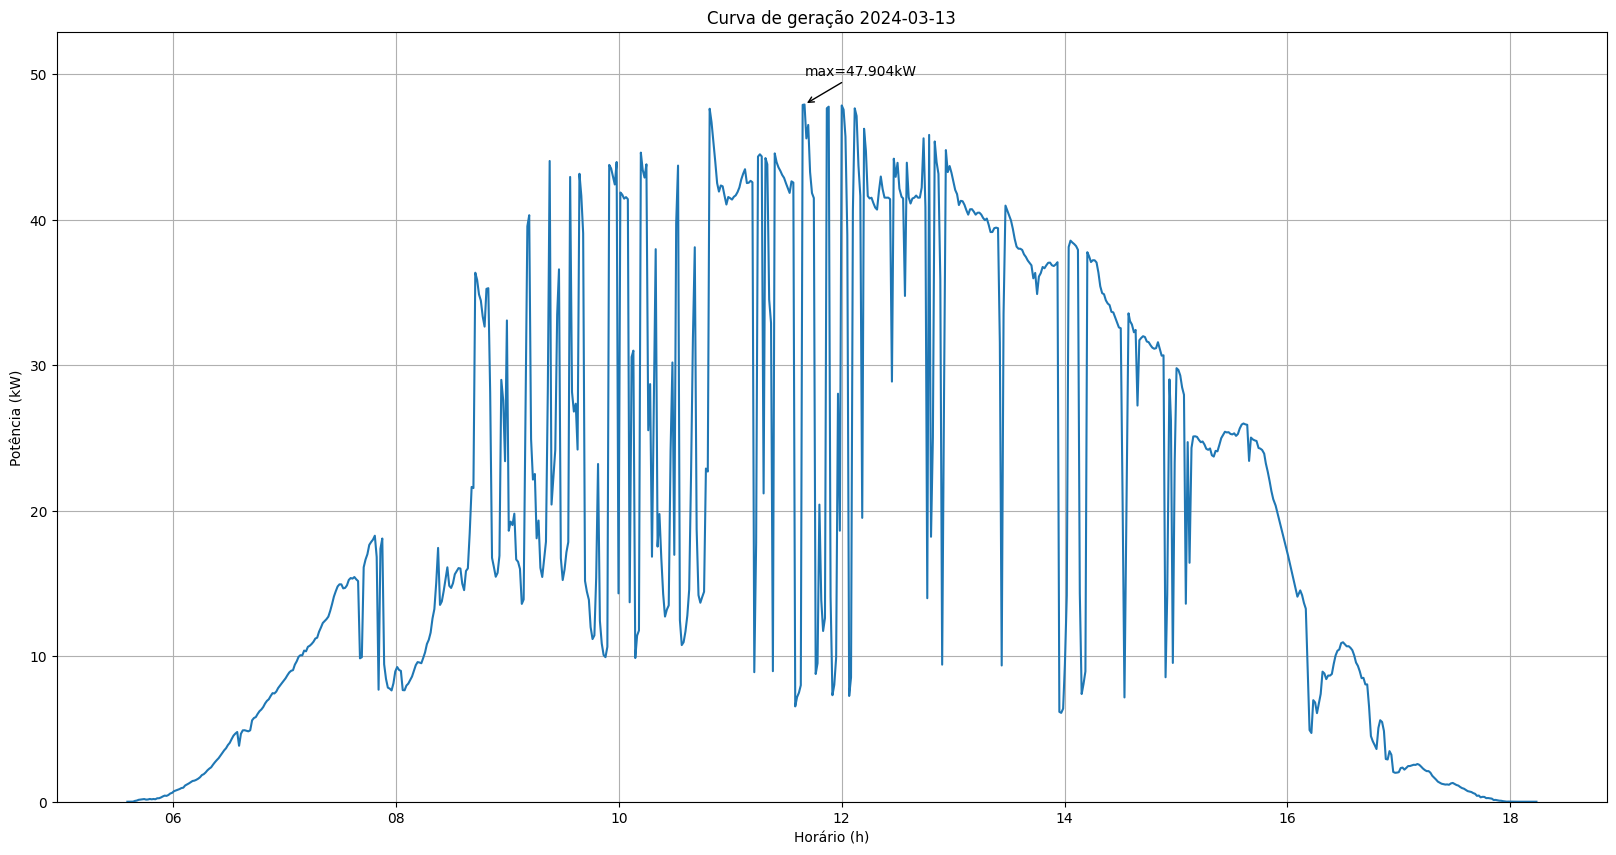 Curva de geração 2024-03-13
max=47.904kW
50
40
30
20
10
0
Potência (kW)
06 08 10 12 14 16 18
Horário (h)